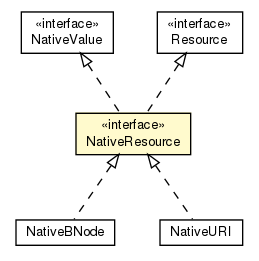 «interface»
NativeValue
«interface»
Resource
«interface»
NativeResource
NativeBNode
NativeURI